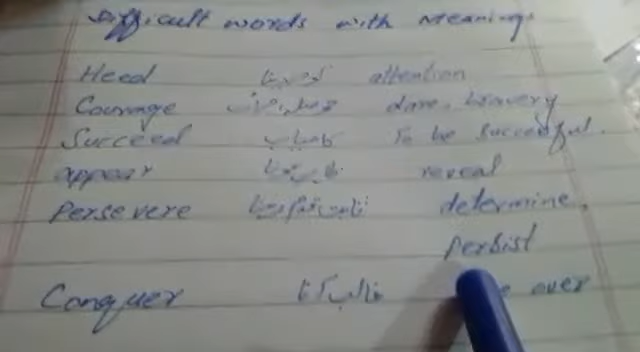 Difficult words with Meanings
Heed توجہ دینا attention
Courage حوصلہ، dare, bravery
Succeed کامیاب To be successful.
appear ظاہر ہونا reveal
Persevere ثابت قدم رہنا determine,
persist
Conquer غالب آنا over